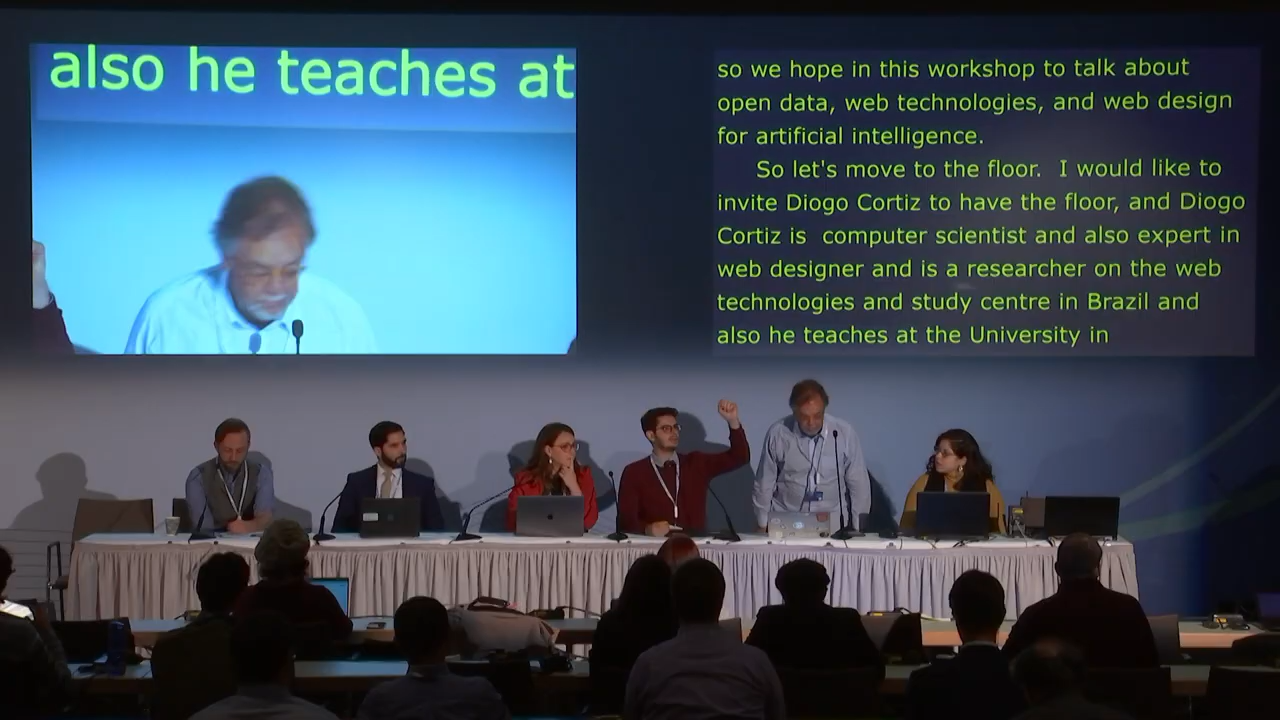 also he teaches at
so we hope in this workshop to talk about
open data, web technologies, and web design
for artificial intelligence.
So let's move to the floor.  I would like to
invite Diogo Cortiz to have the floor, and Diogo
Cortiz is  computer scientist and also expert in
web designer and is a researcher on the web
technologies and study centre in Brazil and
also he teaches at the University in